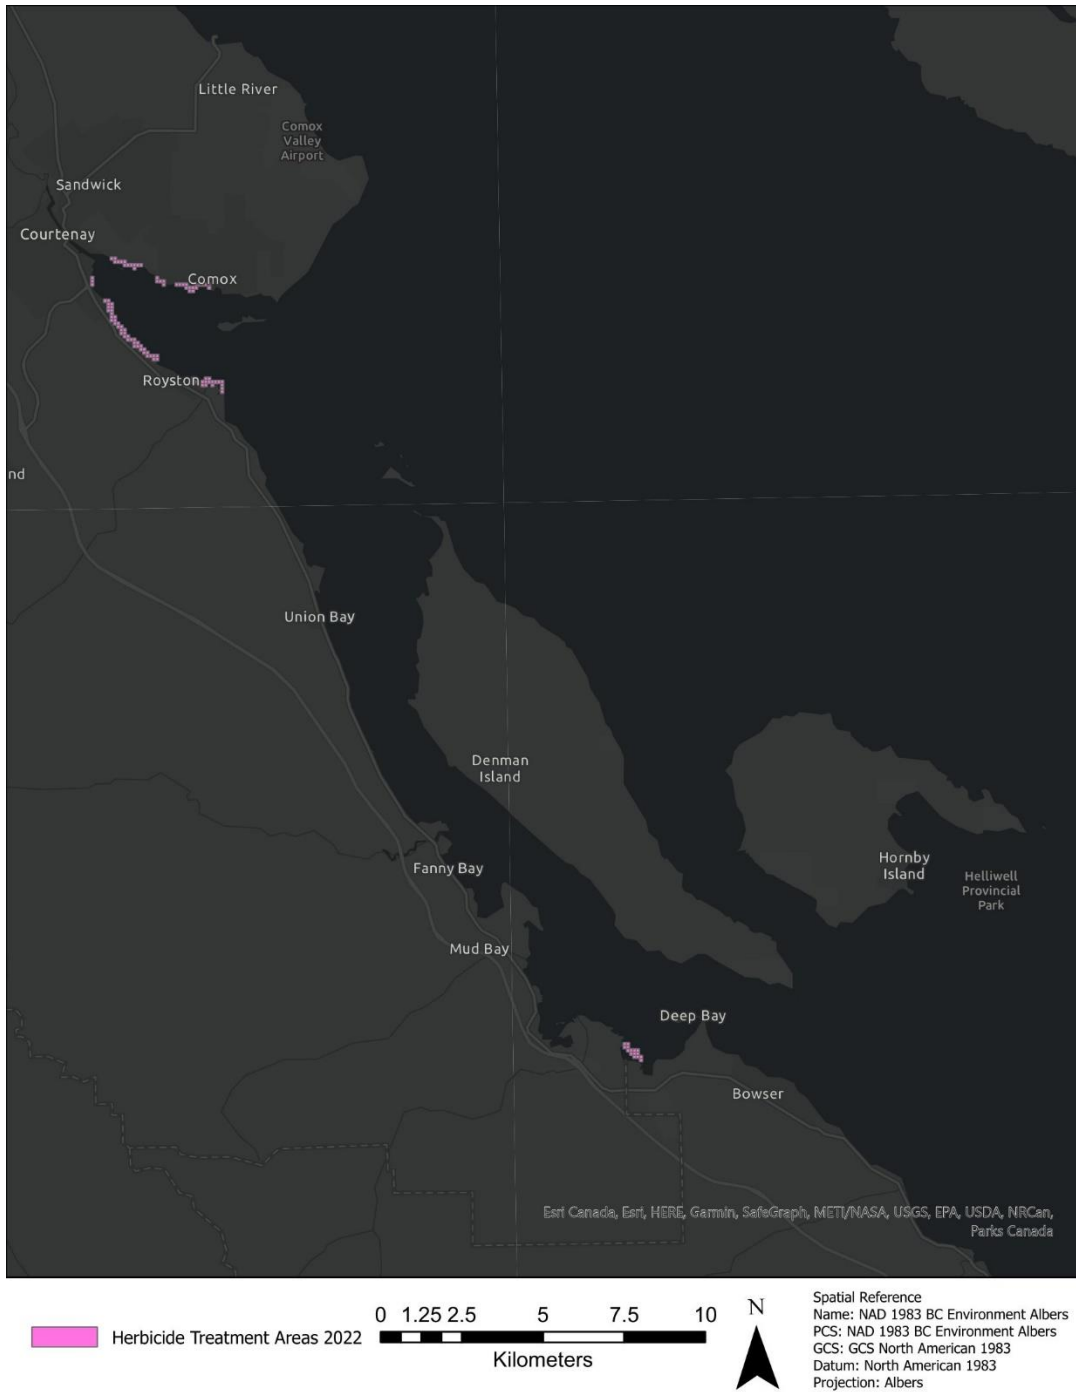 Little River
Comox
Valley
Airport
Sandwick
Courtenay
Comox
Royston
nd
Union Bay
Denman
Island
Hornby
Island
Helliwell
Provincial
Park
Fanny Bay
Mud Bay
Deep Bay
Bowser
Esri Canada, Esri, HERE, Garmin, SafeGraph, METI/NASA, USGS, EPA, USDA, NRCan,
Parks Canada
Herbicide Treatment Areas 2022
0 1.25 2.5 5 7.5 10
Kilometers
N
Spatial Reference
Name: NAD 1983 BC Environment Albers
PCS: NAD 1983 BC Environment Albers
GCS: GCS North American 1983
Datum: North American 1983
Projection: Albers